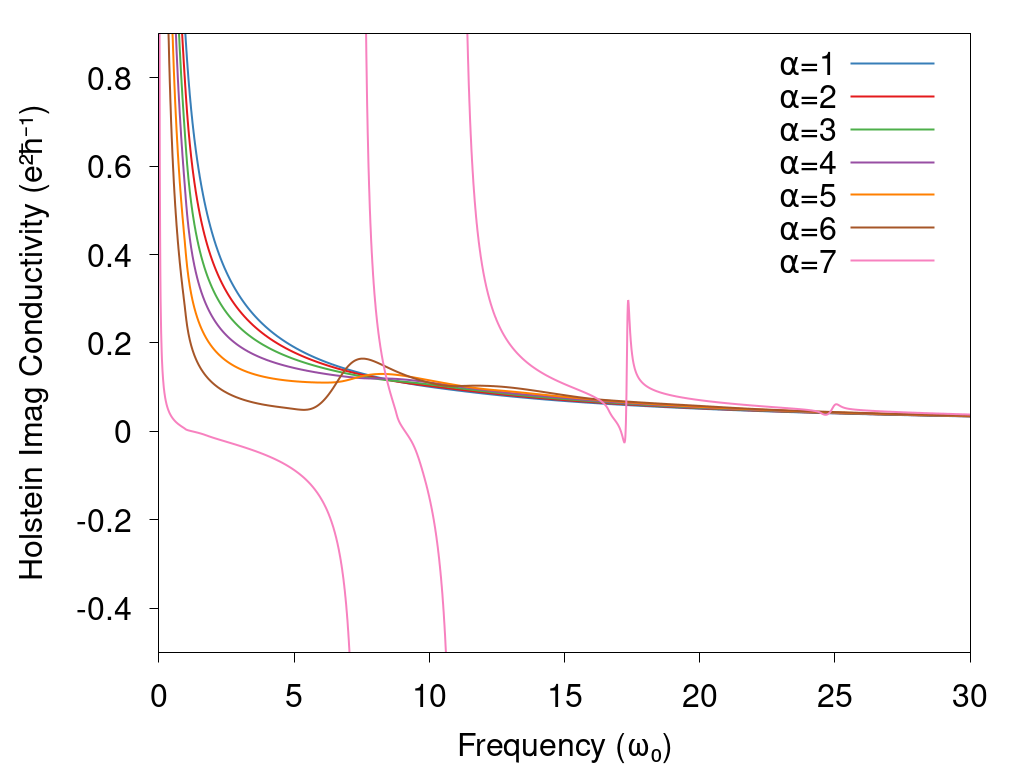 Holstein Imag Conductivity (e²ħ⁻¹)
0.8
0.6
0.4
0.2
0
-0.2
-0.4
α=1
α=2
α=3
α=4
α=5
α=6
α=7
0 5 10 15 20 25 30
Frequency (ω₀)